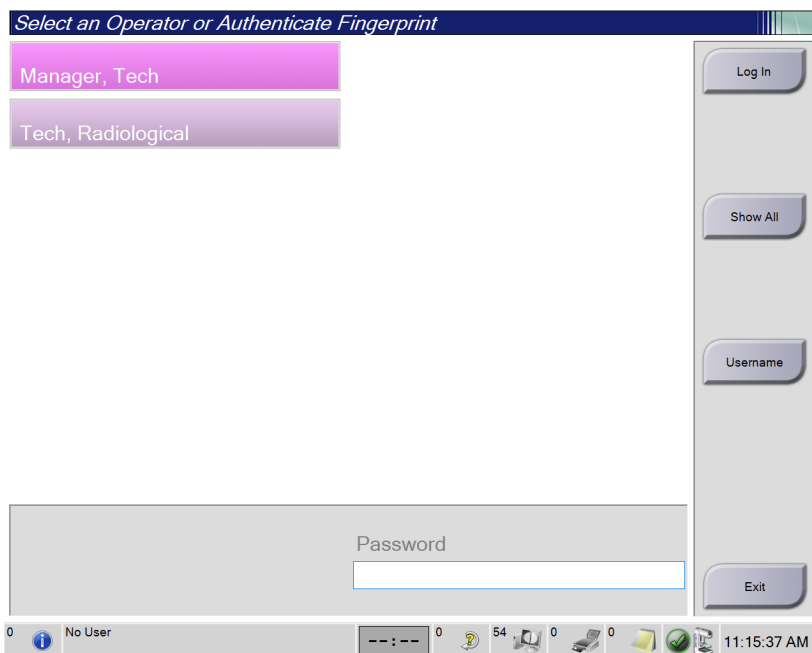 Select an Operator or Authenticate Fingerprint
Manager, Tech
Log In
Tech, Radiological
Show All
Username
Password
Exit
0 No User --:-- 0 54 0 0 11:15:37 AM